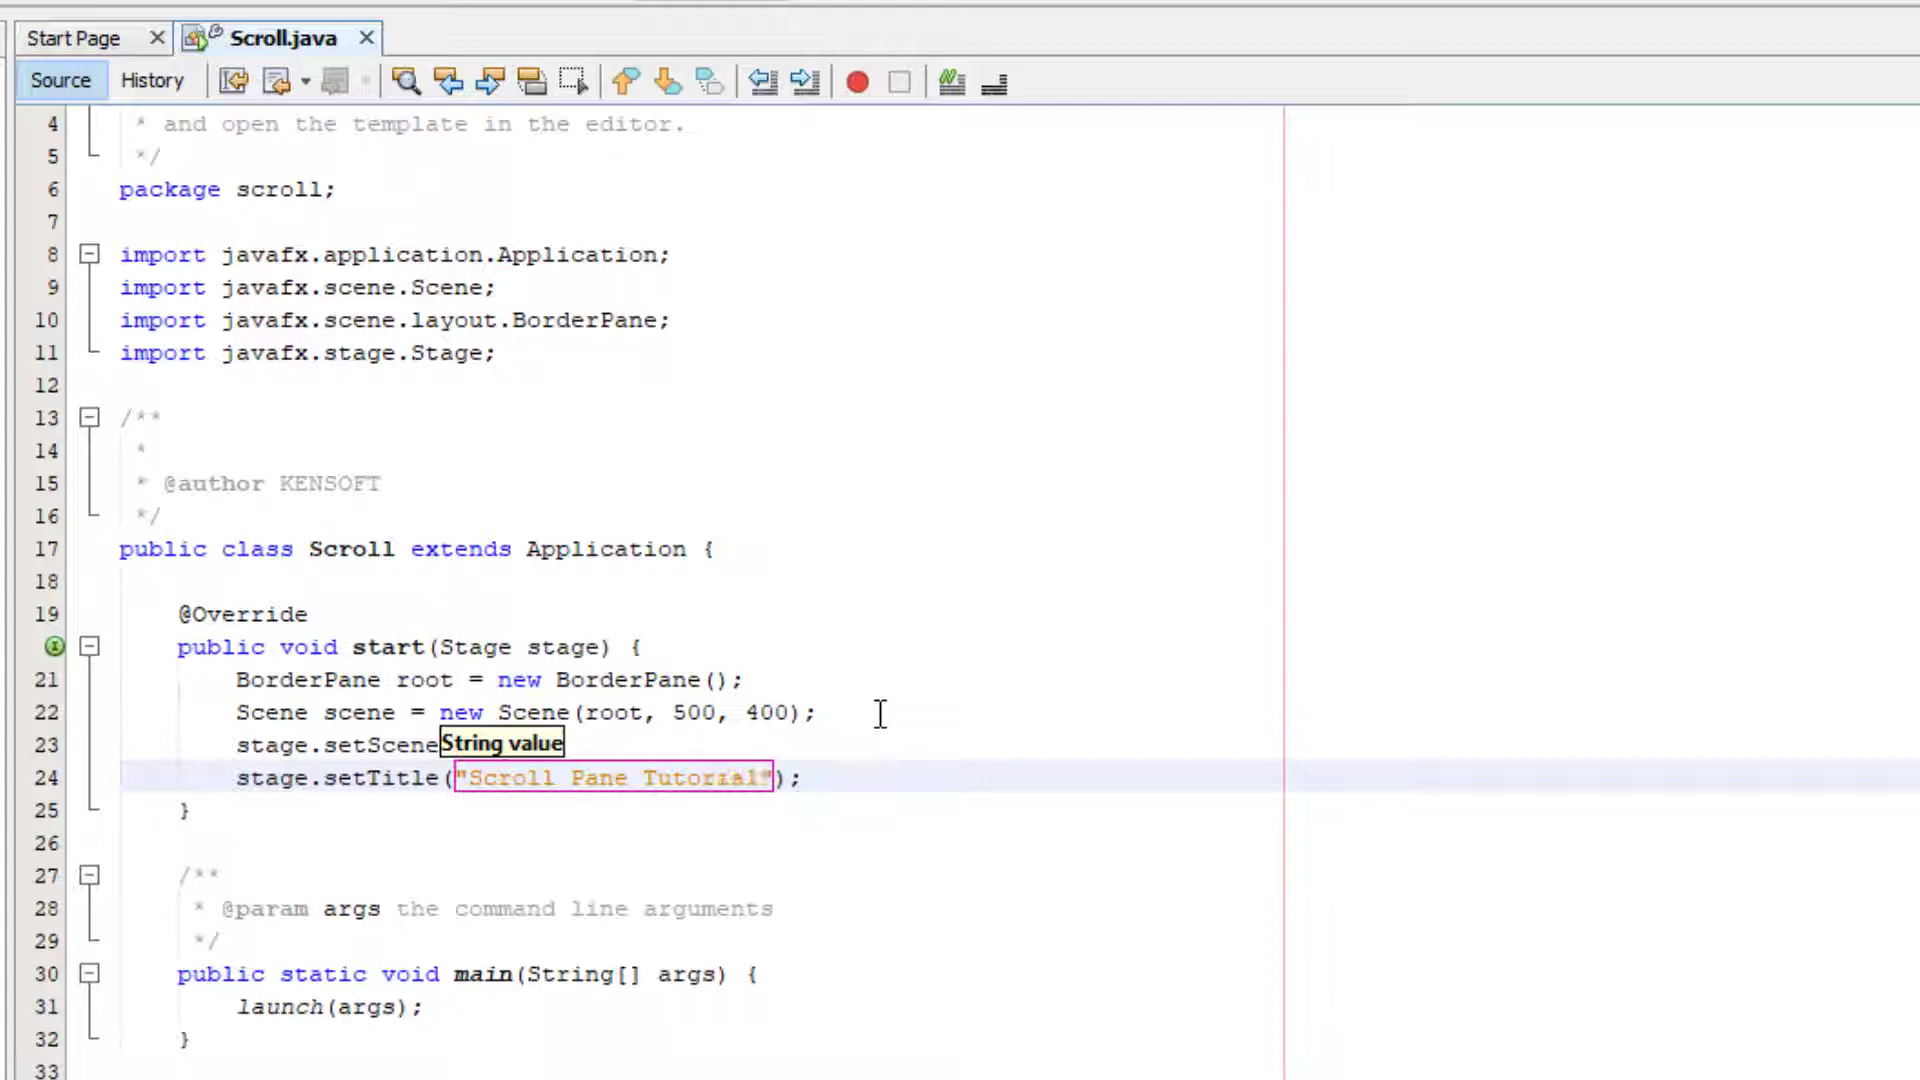 Start Page
Scroll.java
Source History
4 * and open the template in the editor.
5 */
6 package scroll;
7
8 import javafx.application.Application;
9 import javafx.scene.Scene;
10 import javafx.scene.layout.BorderPane;
11 import javafx.stage.Stage;
12
13 /**
14 *
15 * @author KENSOFT
16 */
17 public class Scroll extends Application {
18
19 @Override
public void start(Stage stage) {
21 BorderPane root = new BorderPane();
22 Scene scene = new Scene(root, 500, 400);
23 stage.setScene
String value
24 stage.setTitle("Scroll Pane Tutorial");
25 }
26
27 /**
28 * @param args the command line arguments
29 */
30 public static void main(String[] args) {
31 launch(args);
32 }
33